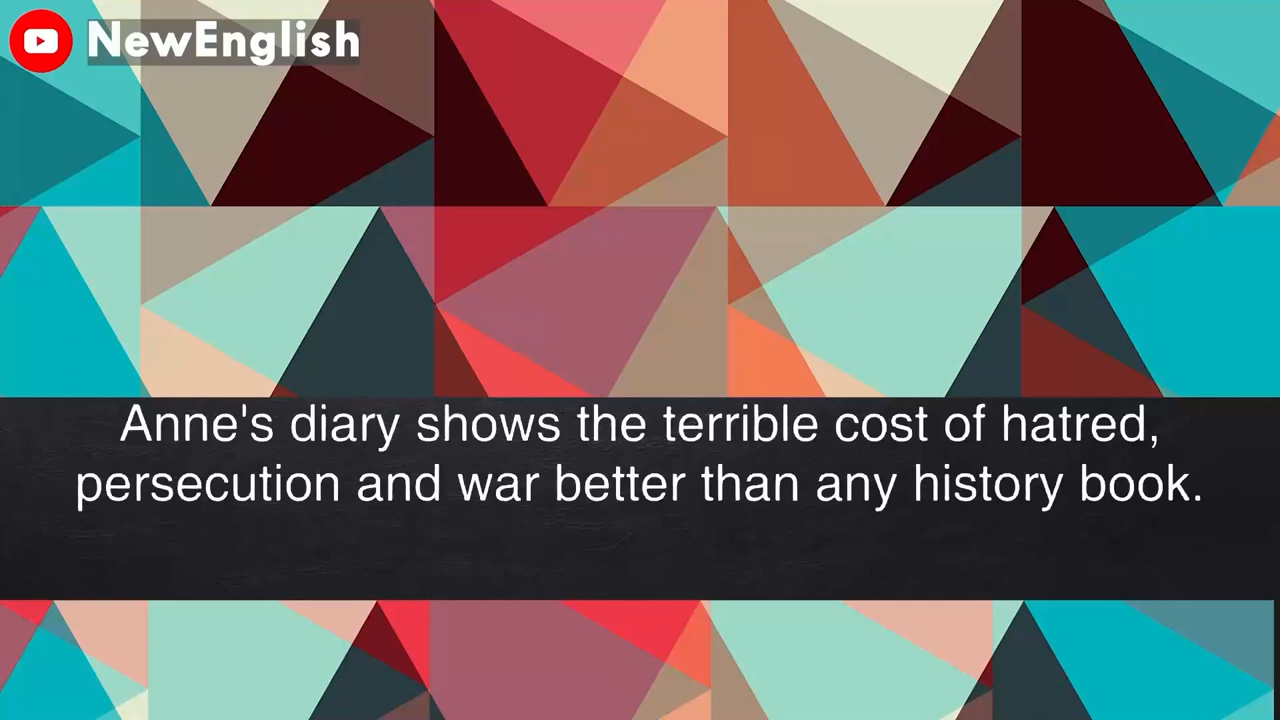 NewEnglish
Anne's diary shows the terrible cost of hatred,
persecution and war better than any history book.